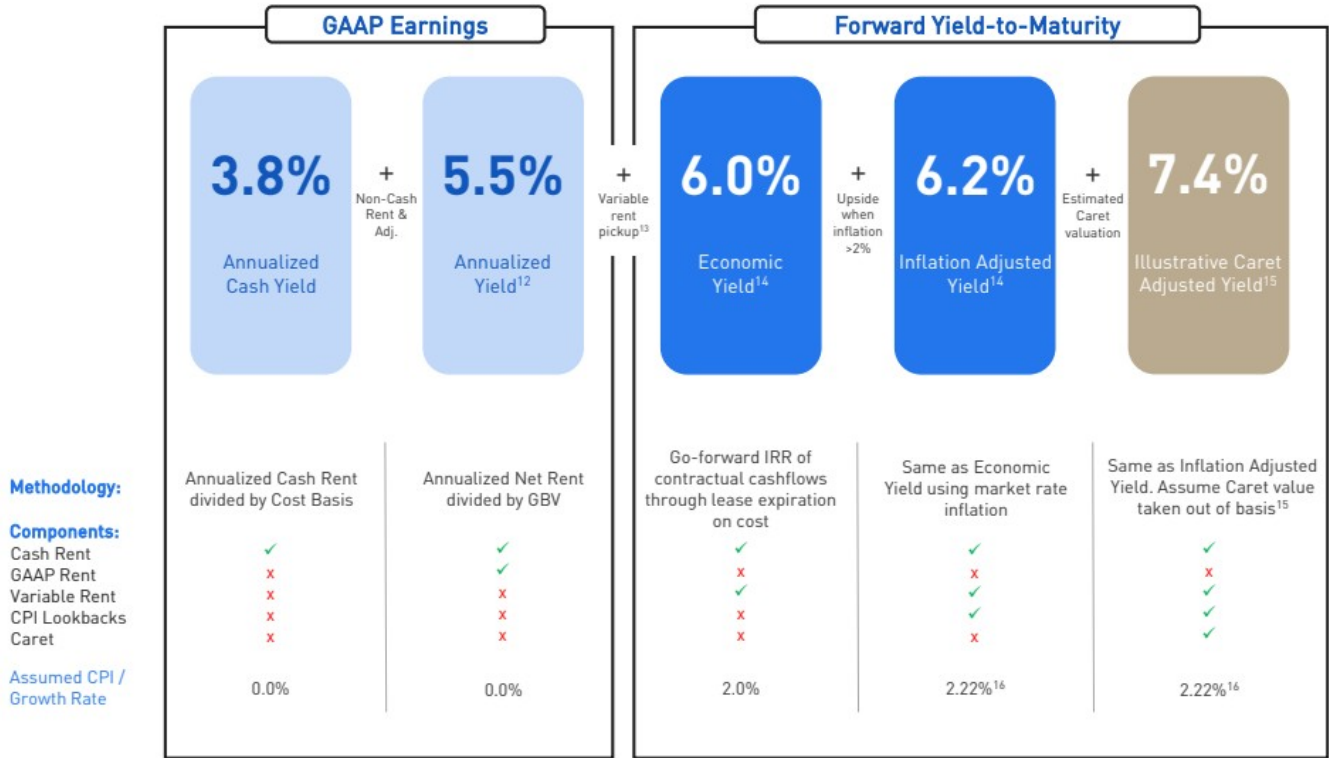 GAAP Earnings
Forward Yield-to-Maturity
3.8%
Annualized
Cash Yield
+
Non-Cash
Rent &
Adj.
5.5%
Annualized
Yield12
+
Variable
rent
pickup13
6.0%
Economic
Yield14
+
Upside
when
inflation
>2%
6.2%
Inflation Adjusted
Yield14
+
Estimated
Caret
valuation
7.4%
Illustrative Caret
Adjusted Yield15
Methodology:
Annualized Cash Rent
divided by Cost Basis
Annualized Net Rent
divided by GBV
Go-forward IRR of
contractual cashflows
through lease expiration
on cost
Same as Economic
Yield using market rate
inflation
Same as Inflation Adjusted
Yield. Assume Caret value
taken out of basis15
Components:
Cash Rent ✓ ✓ ✓ ✓ ✓
GAAP Rent x ✓ x x x
Variable Rent x x ✓ ✓ ✓
CPI Lookbacks x x x ✓ ✓
Caret x x x x ✓
Assumed CPI /
Growth Rate
0.0% 0.0% 2.0% 2.22%16 2.22%16